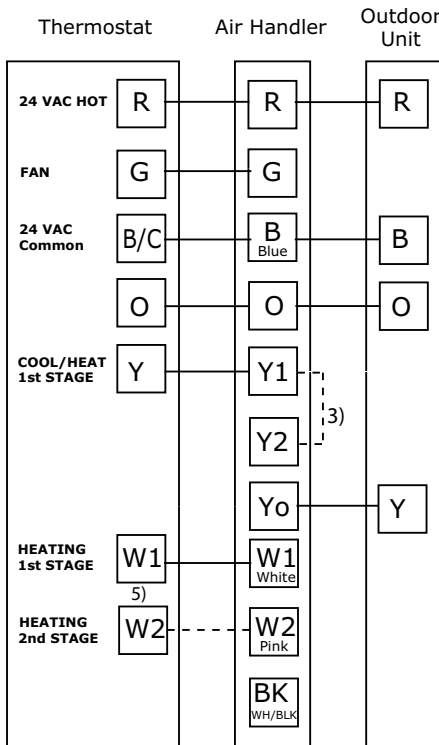 Thermostat Air Handler Outdoor
Unit
24 VAC HOT R R R
FAN G G
24 VAC
Common B/C B B
Blue
O O O
COOL/HEAT
1st STAGE Y Y1
3)
Y2
Yo Y
HEATING
1st STAGE W1 W1
White
5)
HEATING
2nd STAGE W2 W2
Pink
BK
WH/BLK